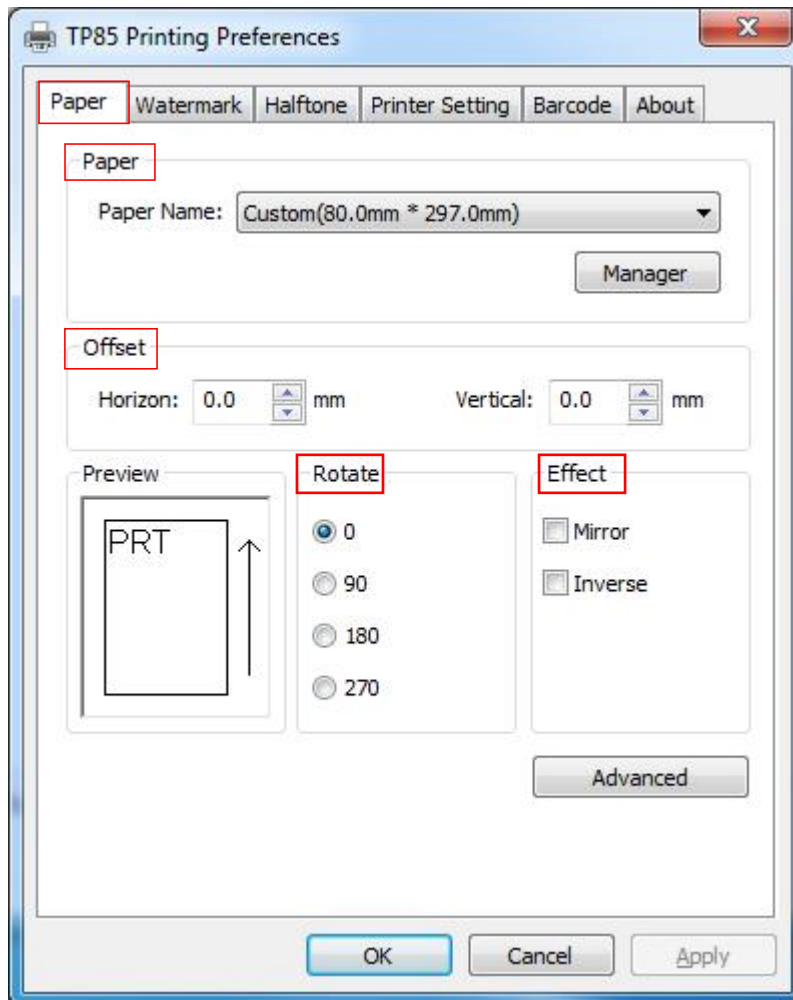 TP85 Printing Preferences
Paper Watermark Halftone Printer Setting Barcode About
Paper
Paper Name: Custom(80.0mm * 297.0mm)
Manager
Offset
Horizon: 0.0 mm Vertical: 0.0 mm
Preview Rotate Effect
PRT 0 Mirror
90 Inverse
180
270
Advanced
OK Cancel Apply